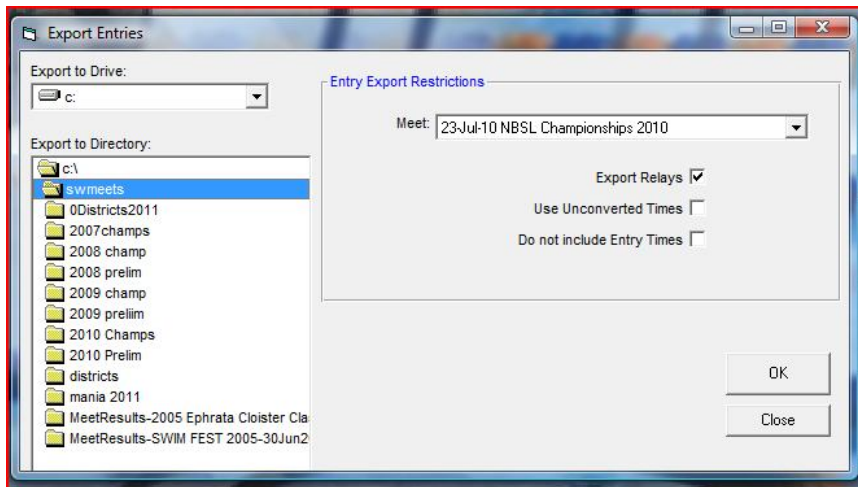 Export Entries
Export to Drive:
c:
Export to Directory:
c:\
swmeets
0Districts2011
2007champs
2008 champ
2008 prelim
2009 champ
2009 preliim
2010 Champs
2010 Prelim
districts
mania 2011
MeetResults-2005 Ephrata Cloister Cla
MeetResults-SWIM FEST 2005-30Jun2
Entry Export Restrictions
Meet: 23-Jul-10 NBSL Championships 2010
Export Relays
Use Unconverted Times
Do not include Entry Times
OK
Close